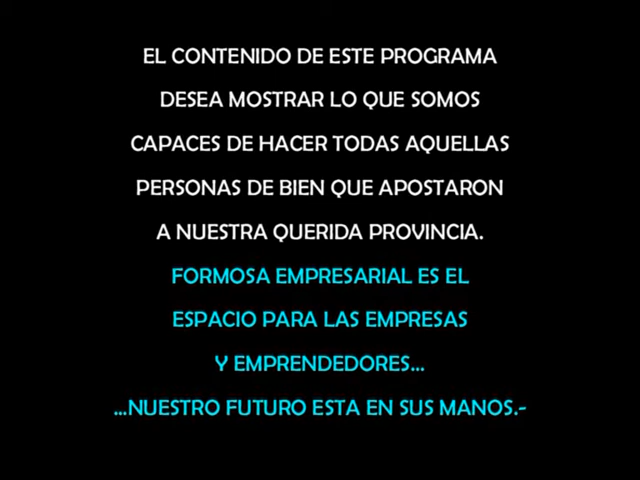 EL CONTENIDO DE ESTE PROGRAMA
DESEA MOSTRAR LO QUE SOMOS
CAPACES DE HACER TODAS AQUELLAS
PERSONAS DE BIEN QUE APOSTARON
A NUESTRA QUERIDA PROVINCIA.
FORMOSA EMPRESARIAL ES EL
ESPACIO PARA LAS EMPRESAS
Y EMPRENDEDORES...
...NUESTRO FUTURO ESTA EN SUS MANOS.-